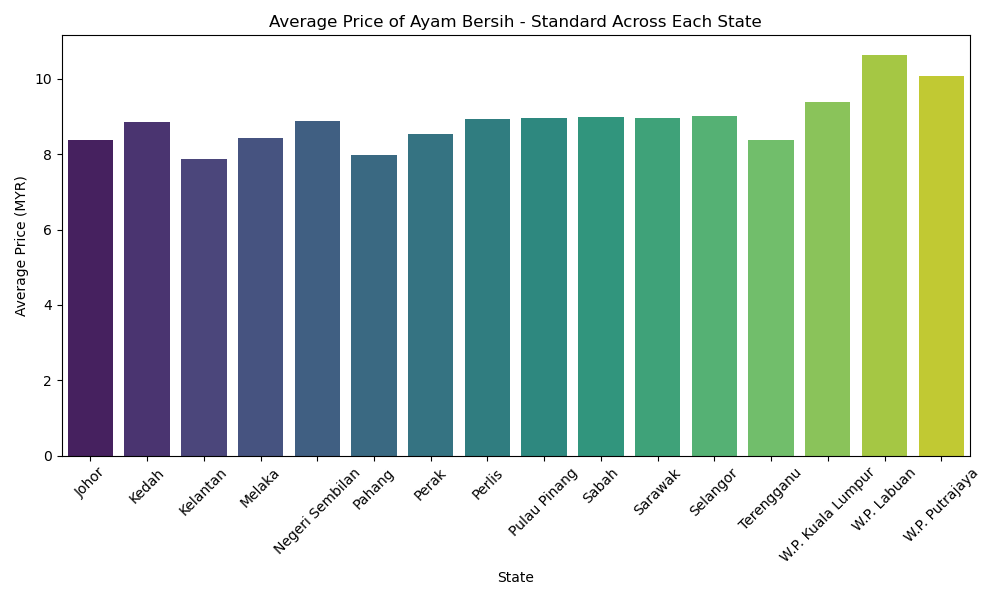 Average Price of Ayam Bersih - Standard Across Each State
Average Price (MYR)
10
8
6
4
2
0
Johor
Kedah
Kelantan
Melaka
Negeri Sembilan
Pahang
Perak
Perlis
Pulau Pinang
Sabah
Sarawak
Selangor
Terengganu
W.P. Kuala Lumpur
W.P. Labuan
W.P. Putrajaya
State